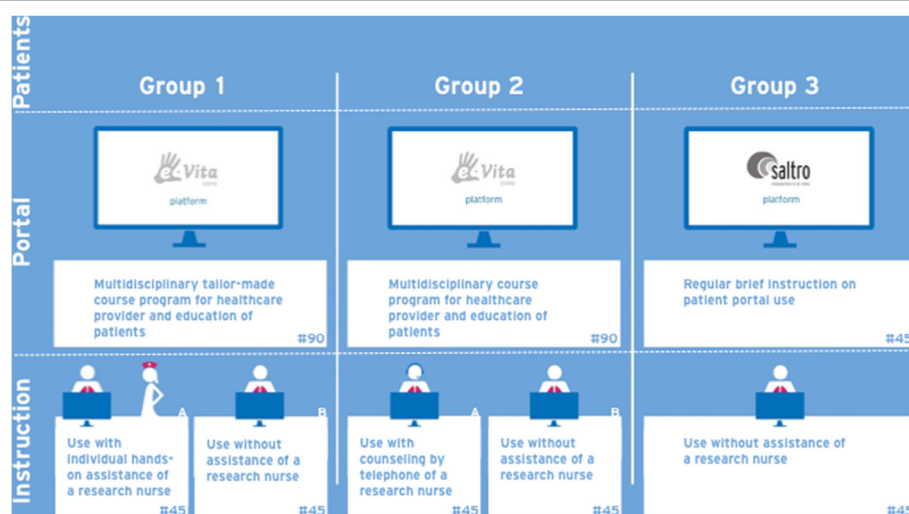 Patients
Group 1
Group 2
Group 3
Portal
e-Vita
platform
e-Vita
platform
saltro
platform
Multidisciplinary tailor-made
course program for healthcare
provider and education of
patients
#90
Multidisciplinary course
program for healthcare
provider and education of
patients
#90
Regular brief instruction on
patient portal use
#45
Instruction
A
Use with
individual hands-
on assistance of
a research nurse
#45
B
Use without
assistance of a
research nurse
#45
A
Use with
counseling by
telephone of a
research nurse
#45
B
Use without
assistance of a
research nurse
#45
Use without assistance of
a research nurse
#45